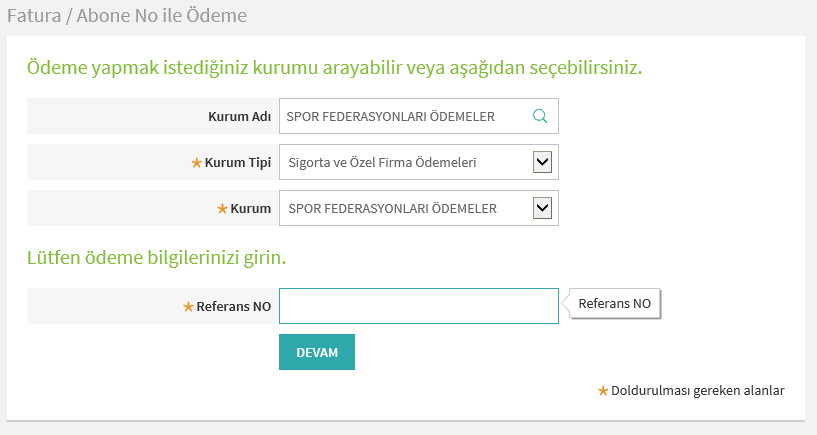 Fatura / Abone No ile Ödeme
Ödeme yapmak istediğiniz kurumu arayabilir veya aşağıdan seçebilirsiniz.
Kurum Adı SPOR FEDERASYONLARI ÖDEMELER
* Kurum Tipi Sigorta ve Özel Firma Ödemeleri
* Kurum SPOR FEDERASYONLARI ÖDEMELER
Lütfen ödeme bilgilerinizi girin.
* Referans NO Referans NO
DEVAM
* Doldurulması gereken alanlar